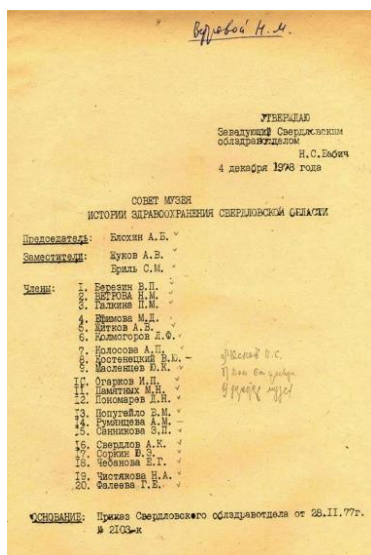 Ветровой Н.М.
УТВЕРЖДАЮ
Заведующий Свердловским
облздравотделом
Н.С.Бабич
4 декабря 1978 года
СОВЕТ МУЗЕЯ
ИСТОРИИ ЗДРАВООХРАНЕНИЯ СВЕРДЛОВСКОЙ ОБЛАСТИ
Председатель: Блохин А.Б.
Заместители: Жуков А.В.
Бриль С.М.
Члены: 1. Березин В.П.
2. ВЕТРОВА Н.М.
3. Галкина П.М.
4. Ефимова М.Д.
5. Житков А.В.
6. Колмогоров Л.Ф.
7. Колосова А.П.
8. Костенецкий В.Ю.
9. Масленцев Ю.К.
10. Огарков И.П.
11. Памятных М.Н.
12. Пономарев Д.Н.
13. Попугейло В.М.
14. Румянцева А.М.
15. Санникова З.П.
16. Свердлов А.К.
17. Соркин Ю.Э.
18. Чебанова Е.Г.
19. Чистякова Н.А.
20. Фалеева Г.Е.
ОСНОВАНИЕ: Приказ Свердловского облздравотдела от 28.11.77г.
№ 2103-к